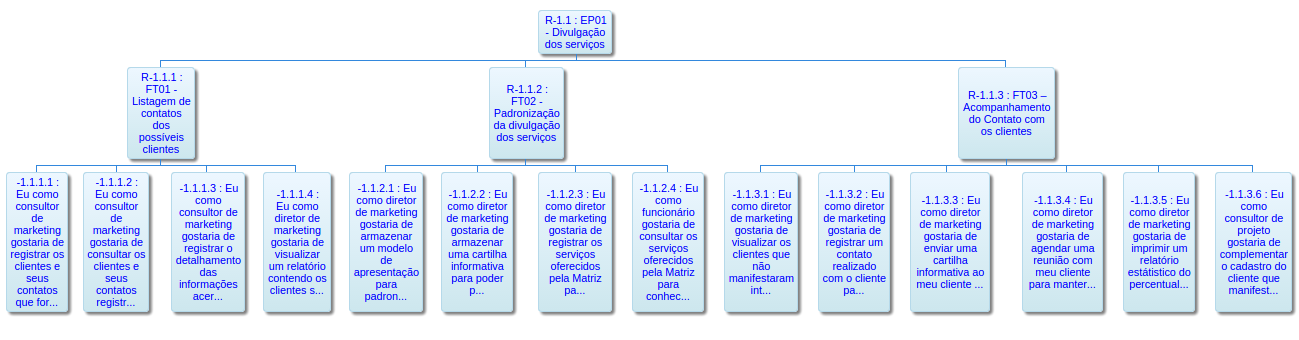 R-1.1 : EP01
- Divulgação
dos serviços
R-1.1.1 :
FT01 -
Listagem de
contatos
dos
possíveis
clientes
R-1.1.2 :
FT02 -
Padronização
da divulgação
dos serviços
R-1.1.3 : FT03 –
Acompanhamento
do Contato com
os clientes
-1.1.1.1 :
Eu como
consultor
de
marketing
gostaria de
registrar os
clientes e
seus
contatos
que for...
-1.1.1.2 :
Eu como
consultor
de
marketing
gostaria de
consultar os
clientes e
seus
contatos
registr...
-1.1.1.3 : Eu
como
consultor de
marketing
gostaria de
registrar o
detalhamento
das
informações
acer...
-1.1.1.4 :
Eu como
diretor de
marketing
gostaria de
visualizar
um relatório
contendo os
clientes s...
-1.1.2.1 : Eu
como diretor
de marketing
gostaria de
armazenar
um modelo
de
apresentação
para
padron...
-1.1.2.2 : Eu
como diretor
de marketing
gostaria de
armazenar
uma cartilha
informativa
para poder
p...
-1.1.2.3 : Eu
como diretor
de marketing
gostaria de
registrar os
serviços
oferecidos
pela Matriz
pa...
-1.1.2.4 : Eu
como
funcionário
gostaria de
consultar os
serviços
oferecidos
pela Matriz
para
conhec...
-1.1.3.1 : Eu
como diretor
de marketing
gostaria de
visualizar os
clientes que
não
manifestaram
int...
-1.1.3.2 : Eu
como diretor
de marketing
gostaria de
registrar um
contato
realizado
com o cliente
pa...
-1.1.3.3 : Eu
como diretor
de marketing
gostaria de
enviar uma
cartilha
informativa ao
meu cliente ...
-1.1.3.4 : Eu
como diretor
de marketing
gostaria de
agendar uma
reunião com
meu cliente
para manter...
-1.1.3.5 : Eu
como diretor
de marketing
gostaria de
imprimir um
relatório
estátistico do
percentual...
-1.1.3.6 : Eu
como
consultor de
projeto
gostaria de
complementar
o cadastro do
cliente que
manifest...